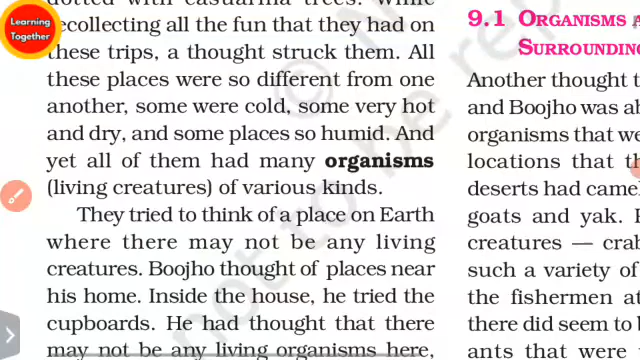 Learning
Together
dotted with casuarina trees. While
recollecting all the fun that they had on
these trips, a thought struck them. All
these places were so different from one
another, some were cold, some very hot
and dry, and some places so humid. And
yet all of them had many organisms
(living creatures) of various kinds.
They tried to think of a place on Earth
where there may not be any living
creatures. Boojho thought of places near
his home. Inside the house, he tried the
cupboards. He had thought that there
may not be any living organisms here,
9.1 ORGANISMS
SURROUNDING
Another thought
and Boojho was
organisms that
locations that
deserts had
goats and yak.
creatures —
such a variety of
the fishermen
there did seem to
ants that were
not to be